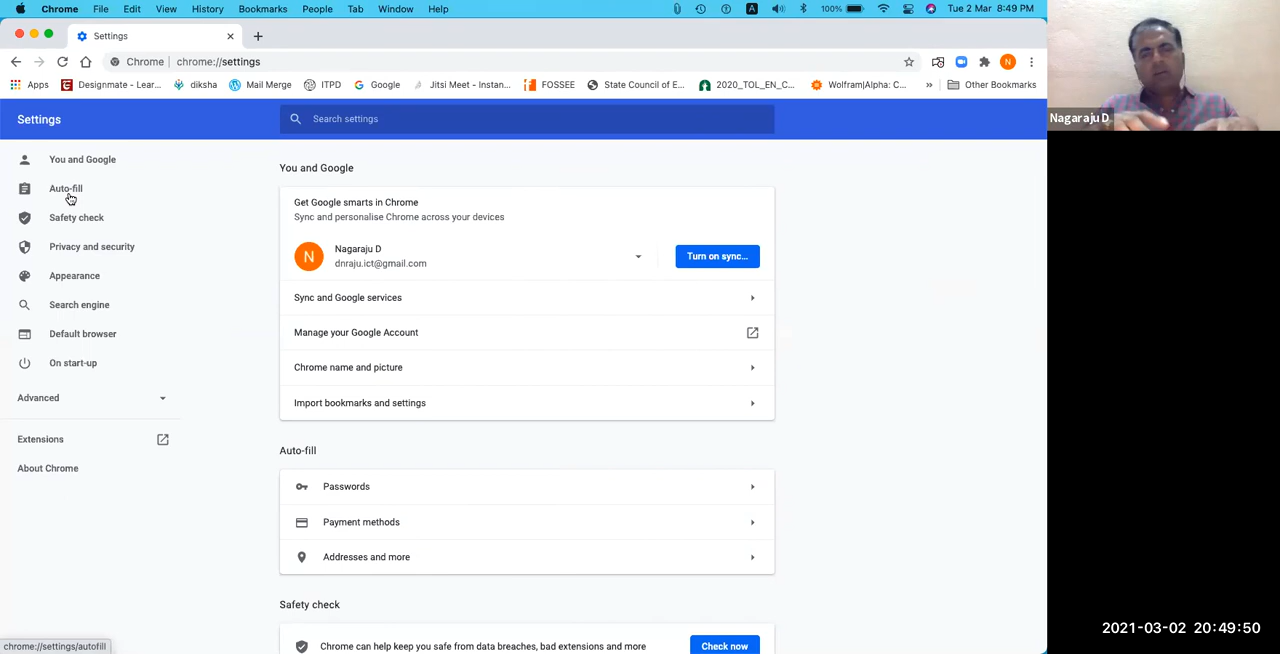 Chrome File Edit View History Bookmarks People Tab Window Help A 100% Tue 2 Mar 8:49 PM
Settings
Chrome chrome://settings N
Apps Designmate - Lear... diksha Mail Merge ITPD Google Jitsi Meet - Instan... FOSSEE State Council of E... 2020_TOL_EN_C... Wolfram|Alpha: C... » Other Bookmarks
Settings
Search settings
You and Google
Auto-fill
Safety check
Privacy and security
Appearance
Search engine
Default browser
On start-up
Advanced
Extensions
About Chrome
You and Google
Get Google smarts in Chrome
Sync and personalise Chrome across your devices
N
Nagaraju D
dnraju.ict@gmail.com
Turn on sync...
Sync and Google services
Manage your Google Account
Chrome name and picture
Import bookmarks and settings
Auto-fill
Passwords
Payment methods
Addresses and more
Safety check
Chrome can help keep you safe from data breaches, bad extensions and more
Check now
chrome://settings/autofill
Nagaraju D
2021-03-02 20:49:50